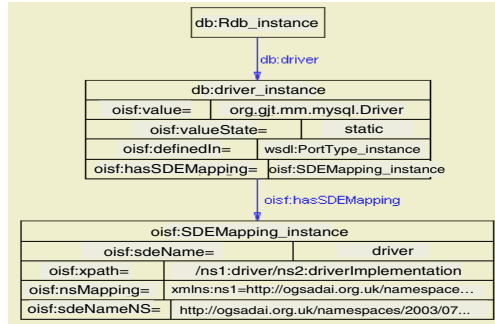 db:Rdb_instance
db:driver
db:driver_instance
oisf:value= org.gjt.mm.mysql.Driver
oisf:valueState= static
oisf:definedIn= wsdl:PortType_instance
oisf:hasSDEMapping= oisf:SDEMapping_instance
oisf:hasSDEMapping
oisf:SDEMapping_instance
oisf:sdeName= driver
oisf:xpath= /ns1:driver/ns2:driverImplementation
oisf:nsMapping= xmlns:ns1=http://ogsadai.org.uk/namespace...
oisf:sdeNameNS= http://ogsadai.org.uk/namespaces/2003/07...